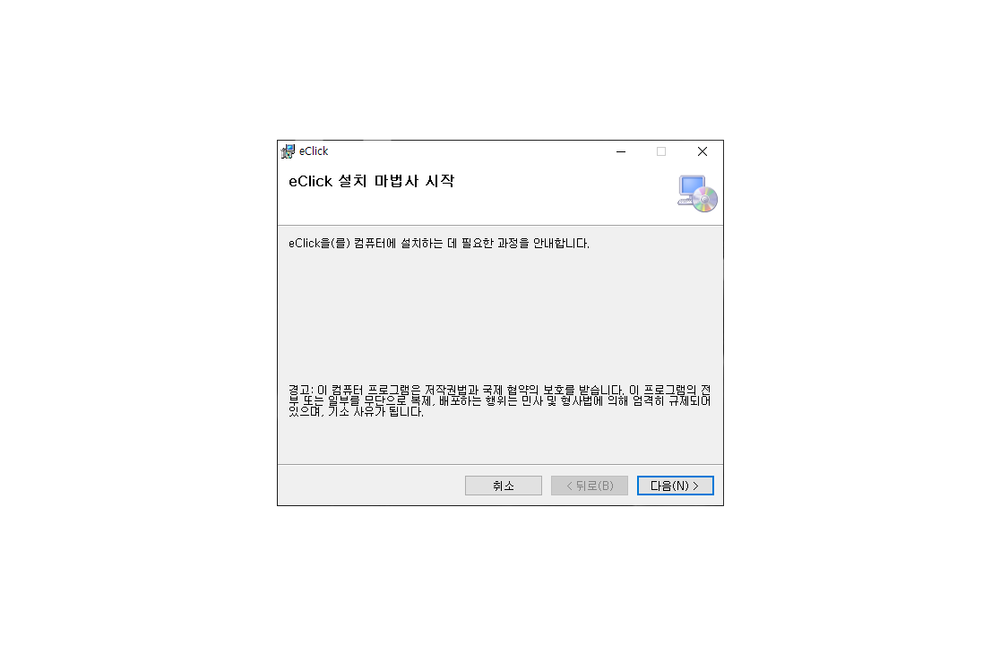 eClick
eClick 설치 마법사 시작
eClick을(를) 컴퓨터에 설치하는 데 필요한 과정을 안내합니다.
경고: 이 컴퓨터 프로그램은 저작권법과 국제 협약의 보호를 받습니다. 이 프로그램의 전
부 또는 일부를 무단으로 복제, 배포하는 행위는 민사 및 형사법에 의해 엄격히 규제되어
있으며, 기소 사유가 됩니다.
취소
< 뒤로(B)
다음(N) >